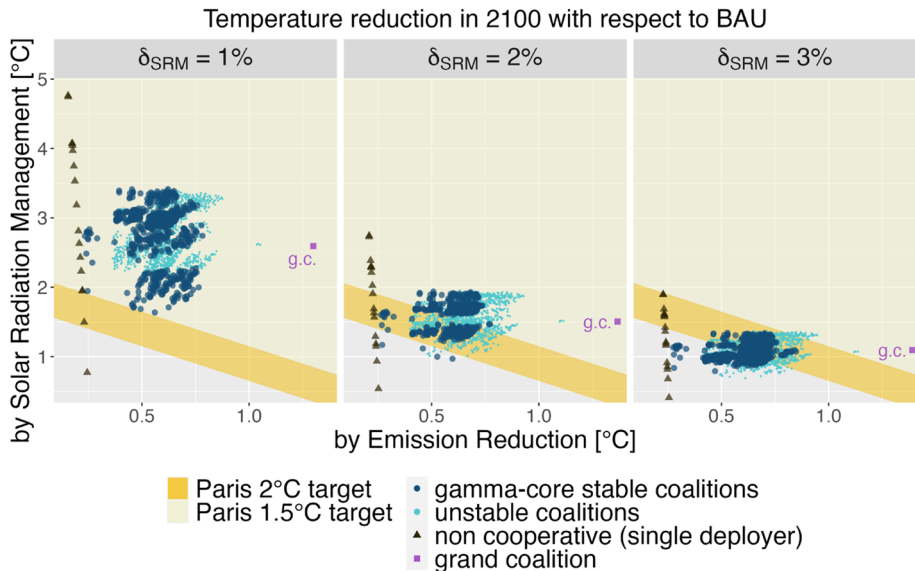 Temperature reduction in 2100 with respect to BAU
δSRM = 1%
δSRM = 2%
δSRM = 3%
by Solar Radiation Management [°C]
5
4
3
2
1
g.c.
g.c.
g.c.
0.5
1.0
0.5
1.0
0.5
1.0
by Emission Reduction [°C]
Paris 2°C target
Paris 1.5°C target
gamma-core stable coalitions
unstable coalitions
non cooperative (single deployer)
grand coalition